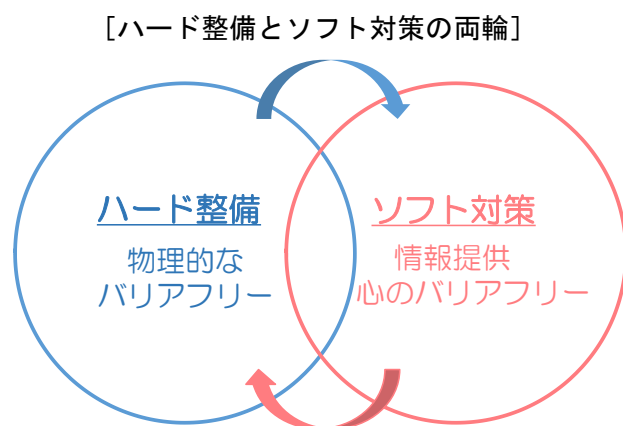 ［ハード整備とソフト対策の両輪］
ハード整備
物理的な
バリアフリー
ソフト対策
情報提供
心のバリアフリー